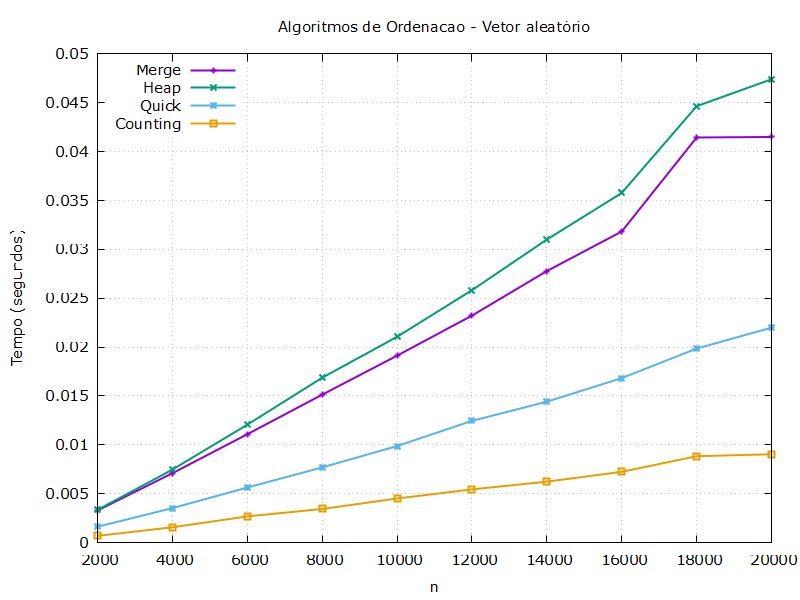 Algoritmos de Ordenacao - Vetor aleatório
Merge
Heap
Quick
Counting
0.05
0.045
0.04
0.035
0.03
0.025
0.02
0.015
0.01
0.005
0
Tempo (segundos)
2000 4000 6000 8000 10000 12000 14000 16000 18000 20000
n